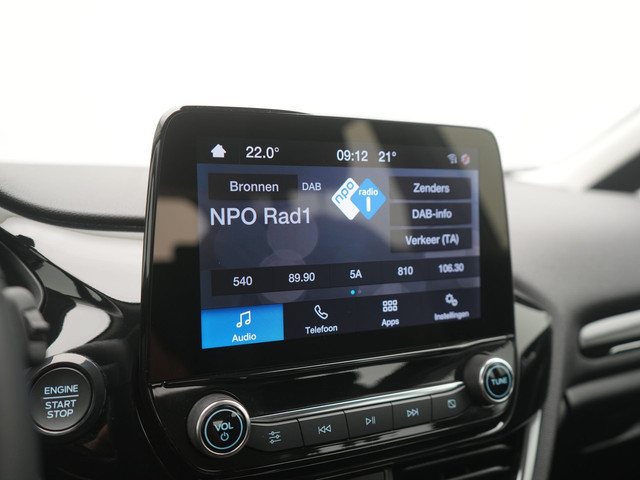 22.0°
09:12 21°
Bronnen DAB
npo radio 1
Zenders
NPO Rad1
DAB-info
Verkeer (TA)
540 89.90 5A 810 106.30
Audio Telefoon Apps Instellingen
ENGINE
START
STOP
VOL
TUNE